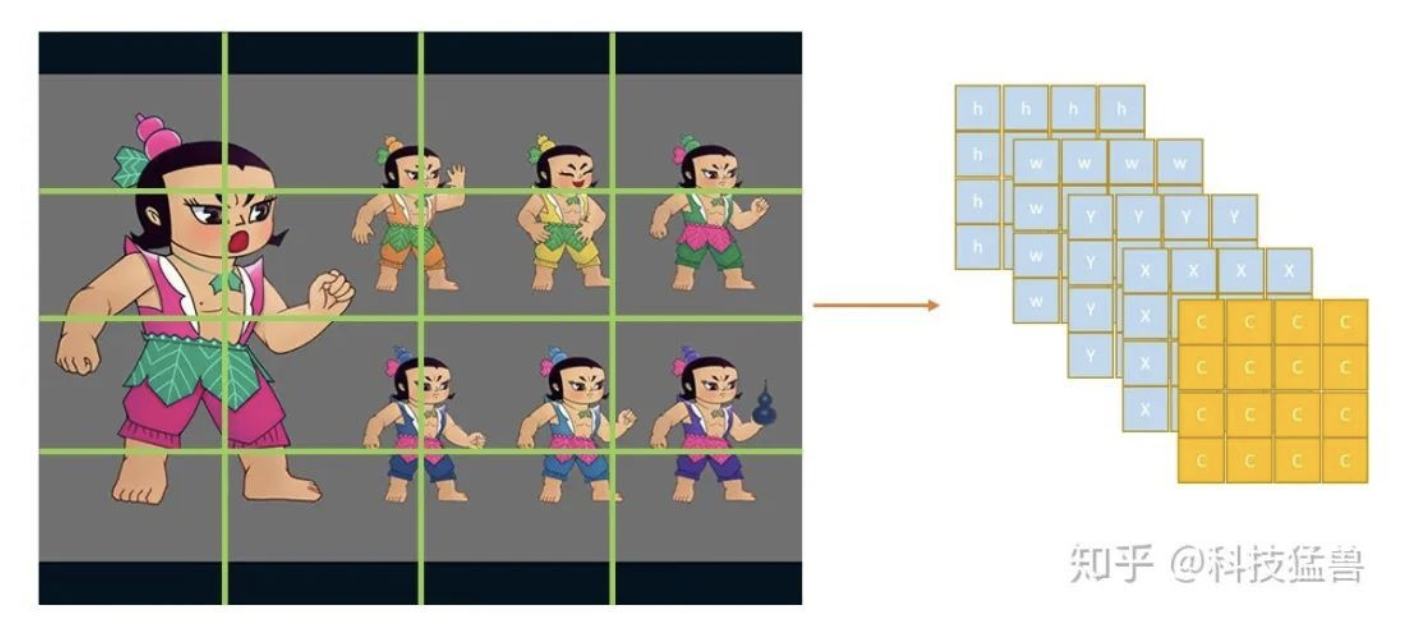 h h h h
h w w w w
h w Y Y Y Y
h w Y X X X X
w Y X C C C C
Y X C C C C
X C C C C
C C C C
知乎 @科技猛兽